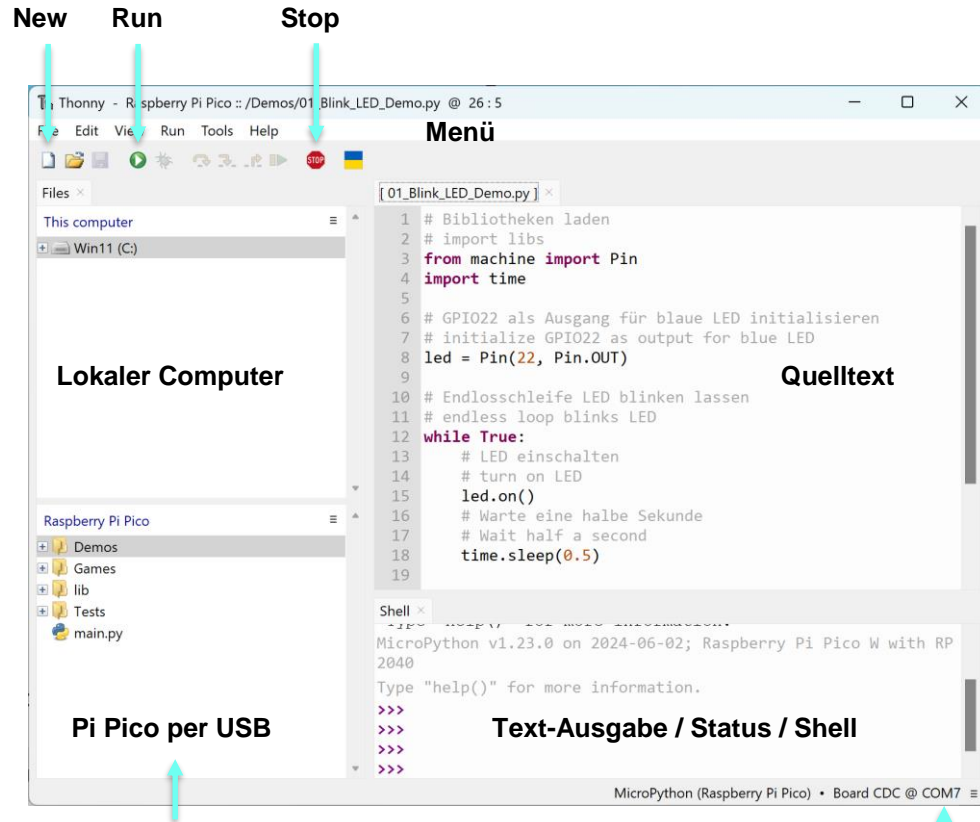 New Run Stop
Thonny - Raspberry Pi Pico :: /Demos/01_Blink_LED_Demo.py @ 26 : 5
File Edit View Run Tools Help
Menü
STOP
Files
This computer
Win11 (C:)
Lokaler Computer
Raspberry Pi Pico
Demos
Games
lib
Tests
main.py
Pi Pico per USB
[ 01_Blink_LED_Demo.py ]
1 # Bibliotheken laden
2 # import libs
3 from machine import Pin
4 import time
5
6 # GPIO22 als Ausgang für blaue LED initialisieren
7 # initialize GPIO22 as output for blue LED
8 led = Pin(22, Pin.OUT)
9
10 # Endlosschleife LED blinken lassen
11 # endless loop blinks LED
12 while True:
13     # LED einschalten
14     # turn on LED
15     led.on()
16     # Warte eine halbe Sekunde
17     # Wait half a second
18     time.sleep(0.5)
19
Quelltext
Shell
Type "help()" for more information.
MicroPython v1.23.0 on 2024-06-02; Raspberry Pi Pico W with RP
2040
Type "help()" for more information.
>>>
>>>
>>>
>>>
Text-Ausgabe / Status / Shell
MicroPython (Raspberry Pi Pico) • Board CDC @ COM7 ≡